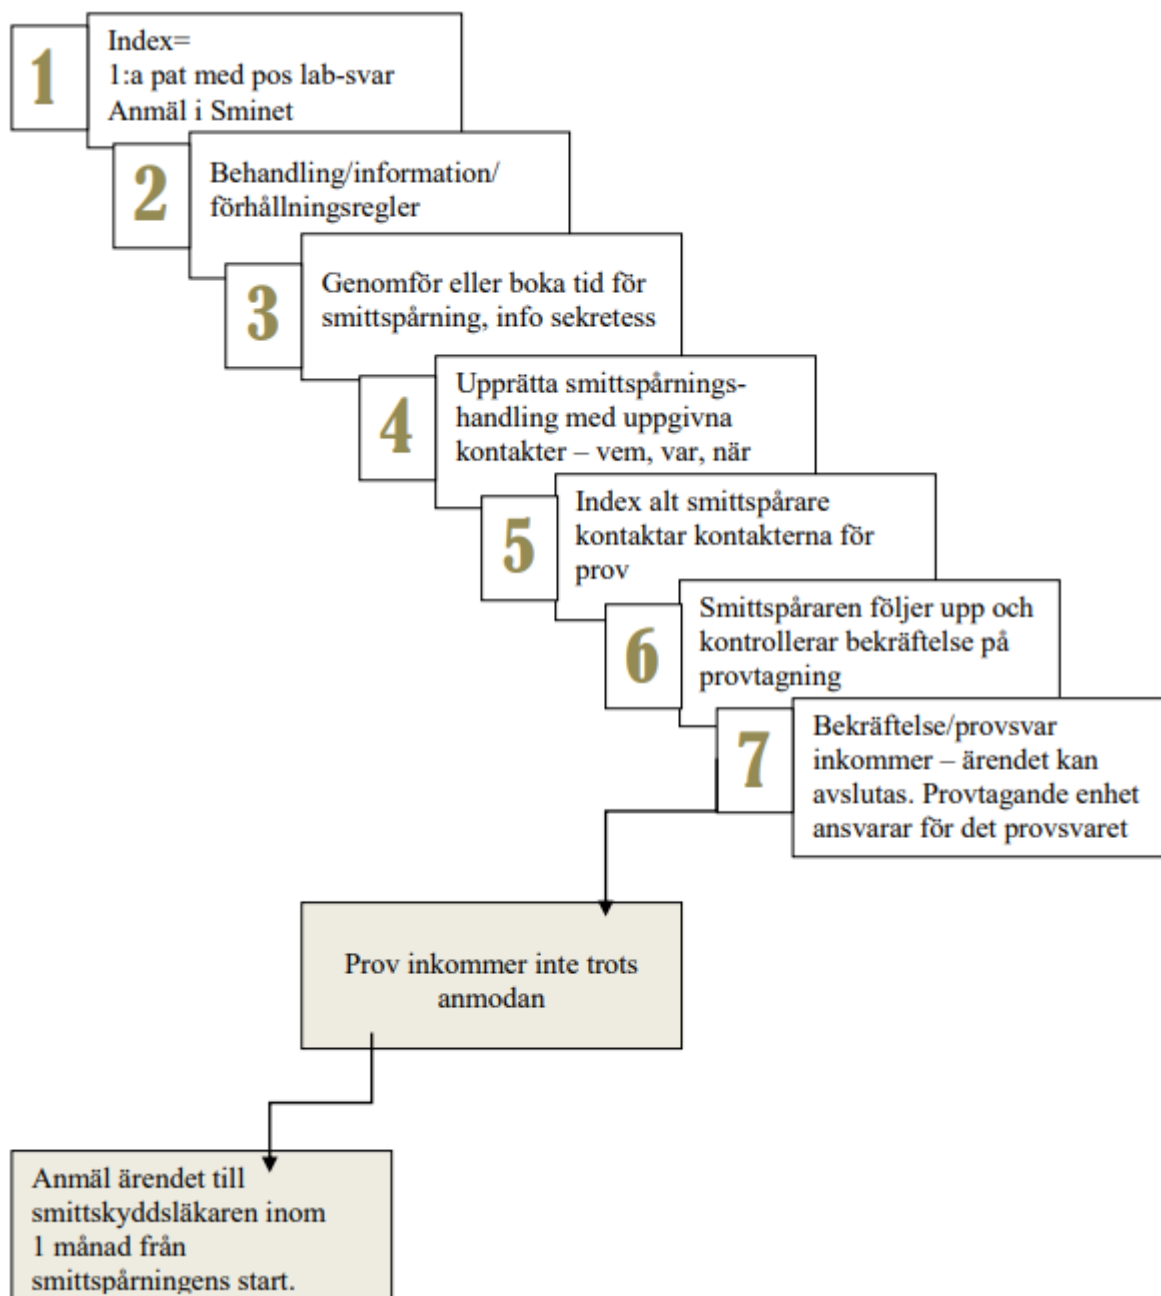 1
Index=
1:a pat med pos lab-svar
Anmäl i Sminet
2
Behandling/information/
förhållningsregler
3
Genomför eller boka tid för
smittspårning, info sekretess
4
Upprätta smittspårnings-
handling med uppgivna
kontakter – vem, var, när
5
Index alt smittspårare
kontaktar kontakterna för
prov
6
Smittspåraren följer upp och
kontrollerar bekräftelse på
provtagning
7
Bekräftelse/provsvar
inkommer – ärendet kan
avslutas. Provtagande enhet
ansvarar för det provsvaret
Prov inkommer inte trots
anmodan
Anmäl ärendet till
smittskyddsläkaren inom
1 månad från
smittspårningens start.